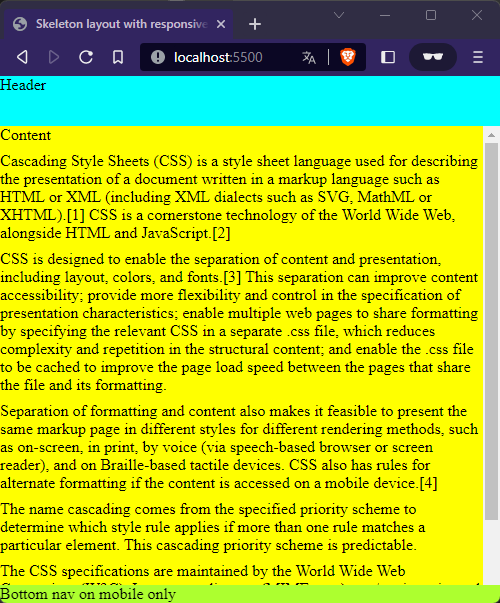 Skeleton layout with responsive
localhost:5500
Header
Content
Cascading Style Sheets (CSS) is a style sheet language used for describing
the presentation of a document written in a markup language such as
HTML or XML (including XML dialects such as SVG, MathML or
XHTML).[1] CSS is a cornerstone technology of the World Wide Web,
alongside HTML and JavaScript.[2]
CSS is designed to enable the separation of content and presentation,
including layout, colors, and fonts.[3] This separation can improve content
accessibility; provide more flexibility and control in the specification of
presentation characteristics; enable multiple web pages to share formatting
by specifying the relevant CSS in a separate .css file, which reduces
complexity and repetition in the structural content; and enable the .css file
to be cached to improve the page load speed between the pages that share
the file and its formatting.
Separation of formatting and content also makes it feasible to present the
same markup page in different styles for different rendering methods, such
as on-screen, in print, by voice (via speech-based browser or screen
reader), and on Braille-based tactile devices. CSS also has rules for
alternate formatting if the content is accessed on a mobile device.[4]
The name cascading comes from the specified priority scheme to
determine which style rule applies if more than one rule matches a
particular element. This cascading priority scheme is predictable.
The CSS specifications are maintained by the World Wide Web
Bottom nav on mobile only